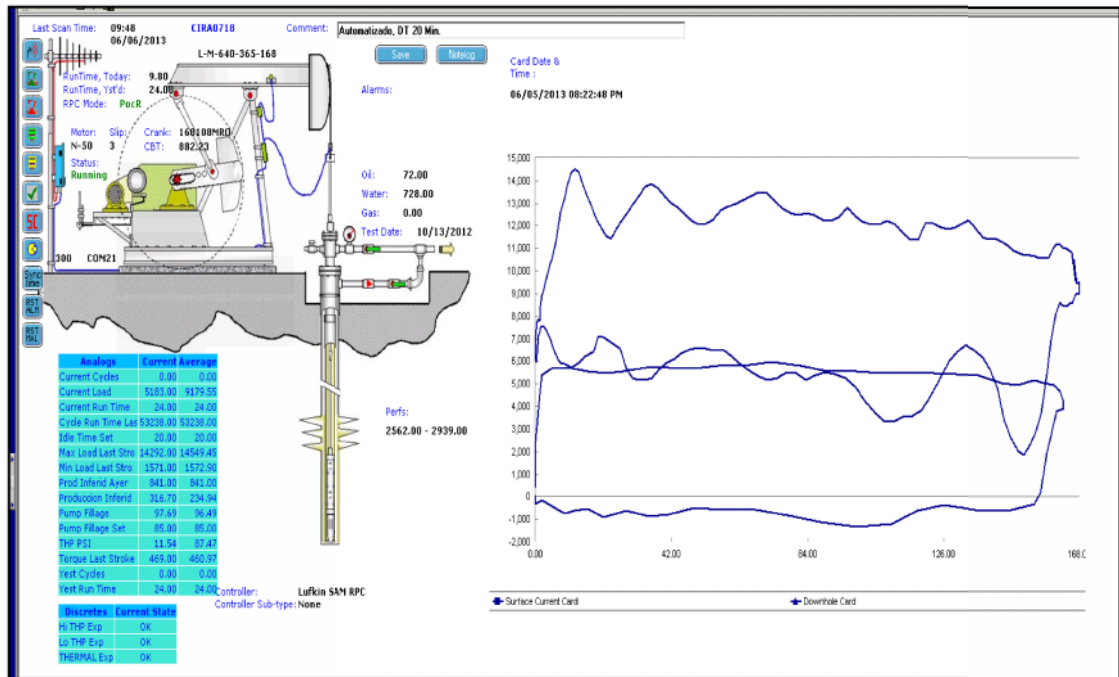 Last Scan Time: 09:48 CIRA0718 Comment: Automatizado, DT 20 Min.
06/06/2013
L-M-640-365-168
Save Notelog
Card Date &
Time :
RunTime, Today: 9.80
RunTime, Yst'd: 24.00
RPC Mode: PocR
Alarms:
06/05/2013 08:22:48 PM
Motor: Slip: Crank: 160108MRO
N-50 3 CBT: 882.23
Status:
Running
Oil: 72.00
Water: 728.00
Gas: 0.00
Test Date: 10/13/2012
300 COM21
SC
Sync
time
RST
ALM
RST
MAL
Analogs Current Average
Current Cycles 0.00 0.00
Current Load 5183.00 9179.55
Current Run Time 24.00 24.00
Cycle Run Time Las 53238.00 53238.00
Idle Time Set 20.00 20.00
Max Load Last Stro 14292.00 14549.45
Min Load Last Stro 1571.00 1572.90
Prod Inferid Ayer 841.00 841.00
Produccion Inferid 316.70 234.94
Pump Fillage 97.69 96.49
Pump Fillage Set 85.00 85.00
THP PSI 11.54 87.47
Torque Last Stroke 469.00 460.97
Yest Cycles 0.00 0.00
Yest Run Time 24.00 24.00
Perfs:
2562.00 - 2939.00
Controller: Lufkin SAM RPC
Controller Sub-type: None
Discretes Current State
Hi THP Exp OK
Lo THP Exp OK
THERMAL Exp OK
15,000
14,000
13,000
12,000
11,000
10,000
9,000
8,000
7,000
6,000
5,000
4,000
3,000
2,000
1,000
0
-1,000
-2,000
0.00 42.00 84.00 126.00 168.0
Surface Current Card Downhole Card